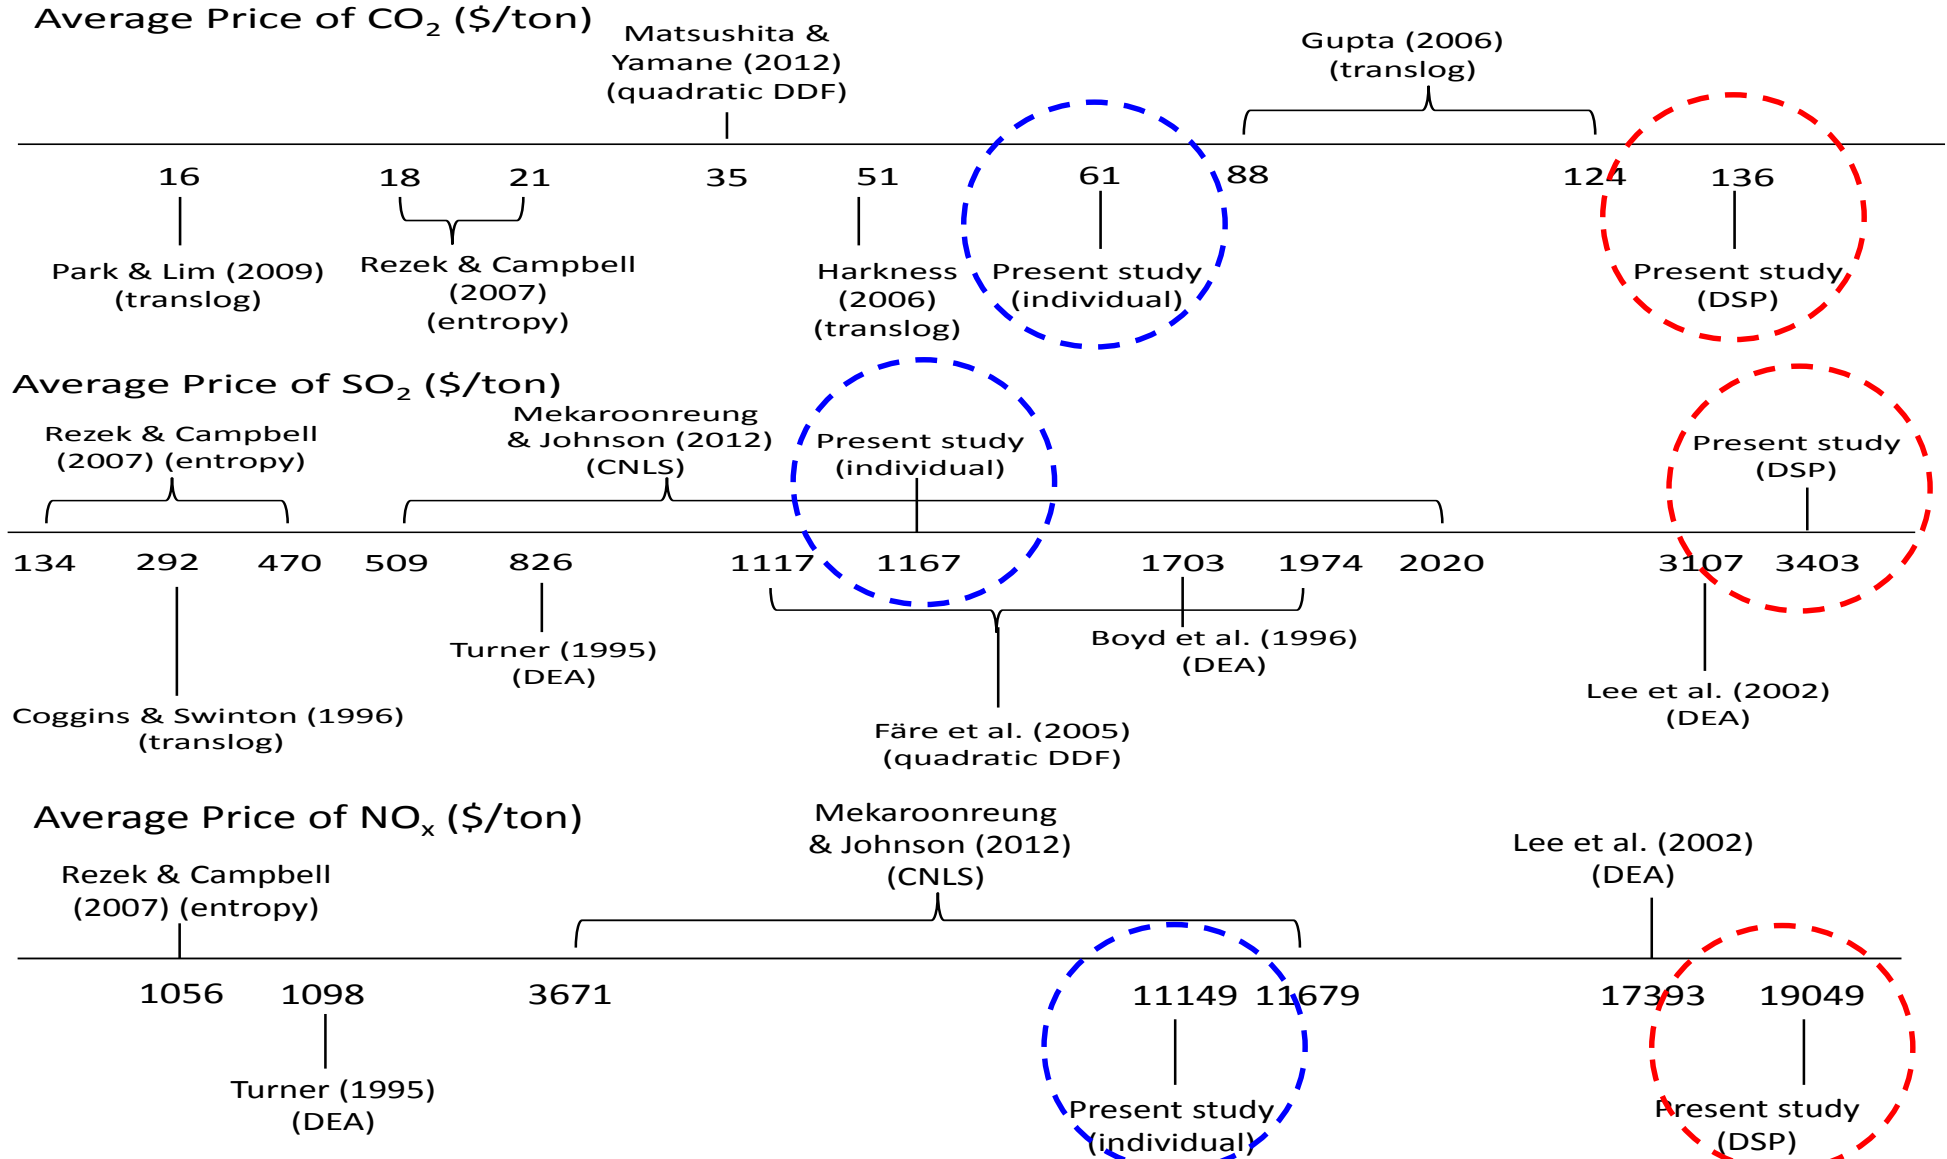 Average Price of CO₂ ($/ton)
Matsushita &
Yamane (2012)
(quadratic DDF)
Gupta (2006)
(translog)
16
18
21
35
51
61
88
124
136
Park & Lim (2009)
(translog)
Rezek & Campbell
(2007)
(entropy)
Harkness
(2006)
(translog)
Present study
(individual)
Present study
(DSP)
Average Price of SO₂ ($/ton)
Rezek & Campbell
(2007) (entropy)
Mekaroonreung
& Johnson (2012)
(CNLS)
Present study
(individual)
Present study
(DSP)
134
292
470
509
826
1117
1167
1703
1974
2020
3107
3403
Coggins & Swinton (1996)
(translog)
Turner (1995)
(DEA)
Färe et al. (2005)
(quadratic DDF)
Boyd et al. (1996)
(DEA)
Lee et al. (2002)
(DEA)
Average Price of NOₓ ($/ton)
Rezek & Campbell
(2007) (entropy)
Mekaroonreung
& Johnson (2012)
(CNLS)
Lee et al. (2002)
(DEA)
1056
1098
3671
11149
11679
17393
19049
Turner (1995)
(DEA)
Present study
(individual)
Present study
(DSP)